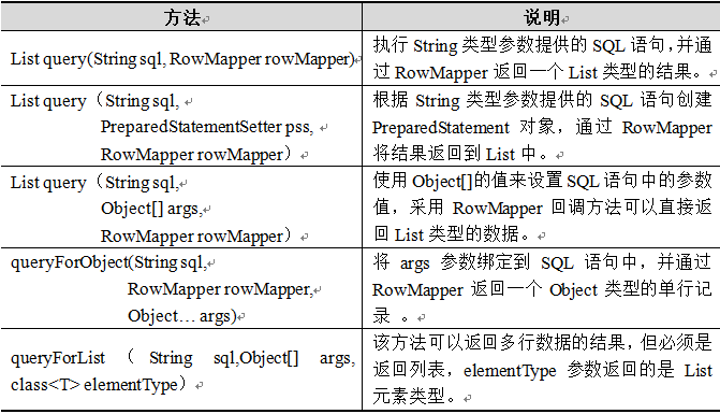 方法
说明
List query(String sql, RowMapper rowMapper)
执行 String 类型参数提供的 SQL 语句,并通
过 RowMapper 返回一个 List 类型的结果。
List query（String sql,
PreparedStatementSetter pss,
RowMapper rowMapper）
根据 String 类型参数提供的 SQL 语句创建
PreparedStatement 对象，通过 RowMapper
将结果返回到 List 中。
List query（String sql,
Object[] args,
RowMapper rowMapper）
使用 Object[]的值来设置 SQL 语句中的参数
值，采用 RowMapper 回调方法可以直接返
回 List 类型的数据。
queryForObject(String sql,
RowMapper rowMapper,
Object… args)
将 args 参数绑定到 SQL 语句中，并通过
RowMapper 返回一个 Object 类型的单行记
录 。
queryForList（String sql,Object[] args,
class<T> elementType）
该方法可以返回多行数据的结果，但必须是
返回列表，elementType 参数返回的是 List
元素类型。